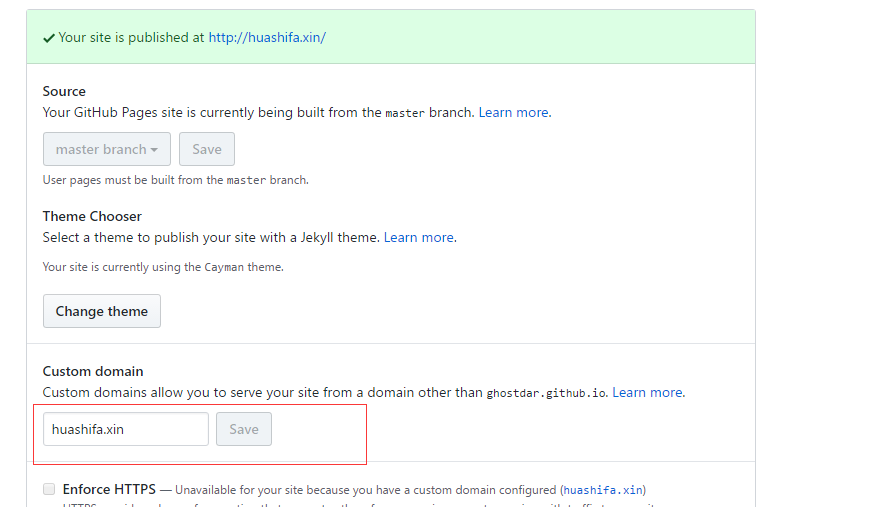 Your site is published at http://huashifa.xin/
Source
Your GitHub Pages site is currently being built from the master branch. Learn more.
master branch Save
User pages must be built from the master branch.
Theme Chooser
Select a theme to publish your site with a Jekyll theme. Learn more.
Your site is currently using the Cayman theme.
Change theme
Custom domain
Custom domains allow you to serve your site from a domain other than ghostdar.github.io. Learn more.
huashifa.xin Save
Enforce HTTPS — Unavailable for your site because you have a custom domain configured (huashifa.xin)